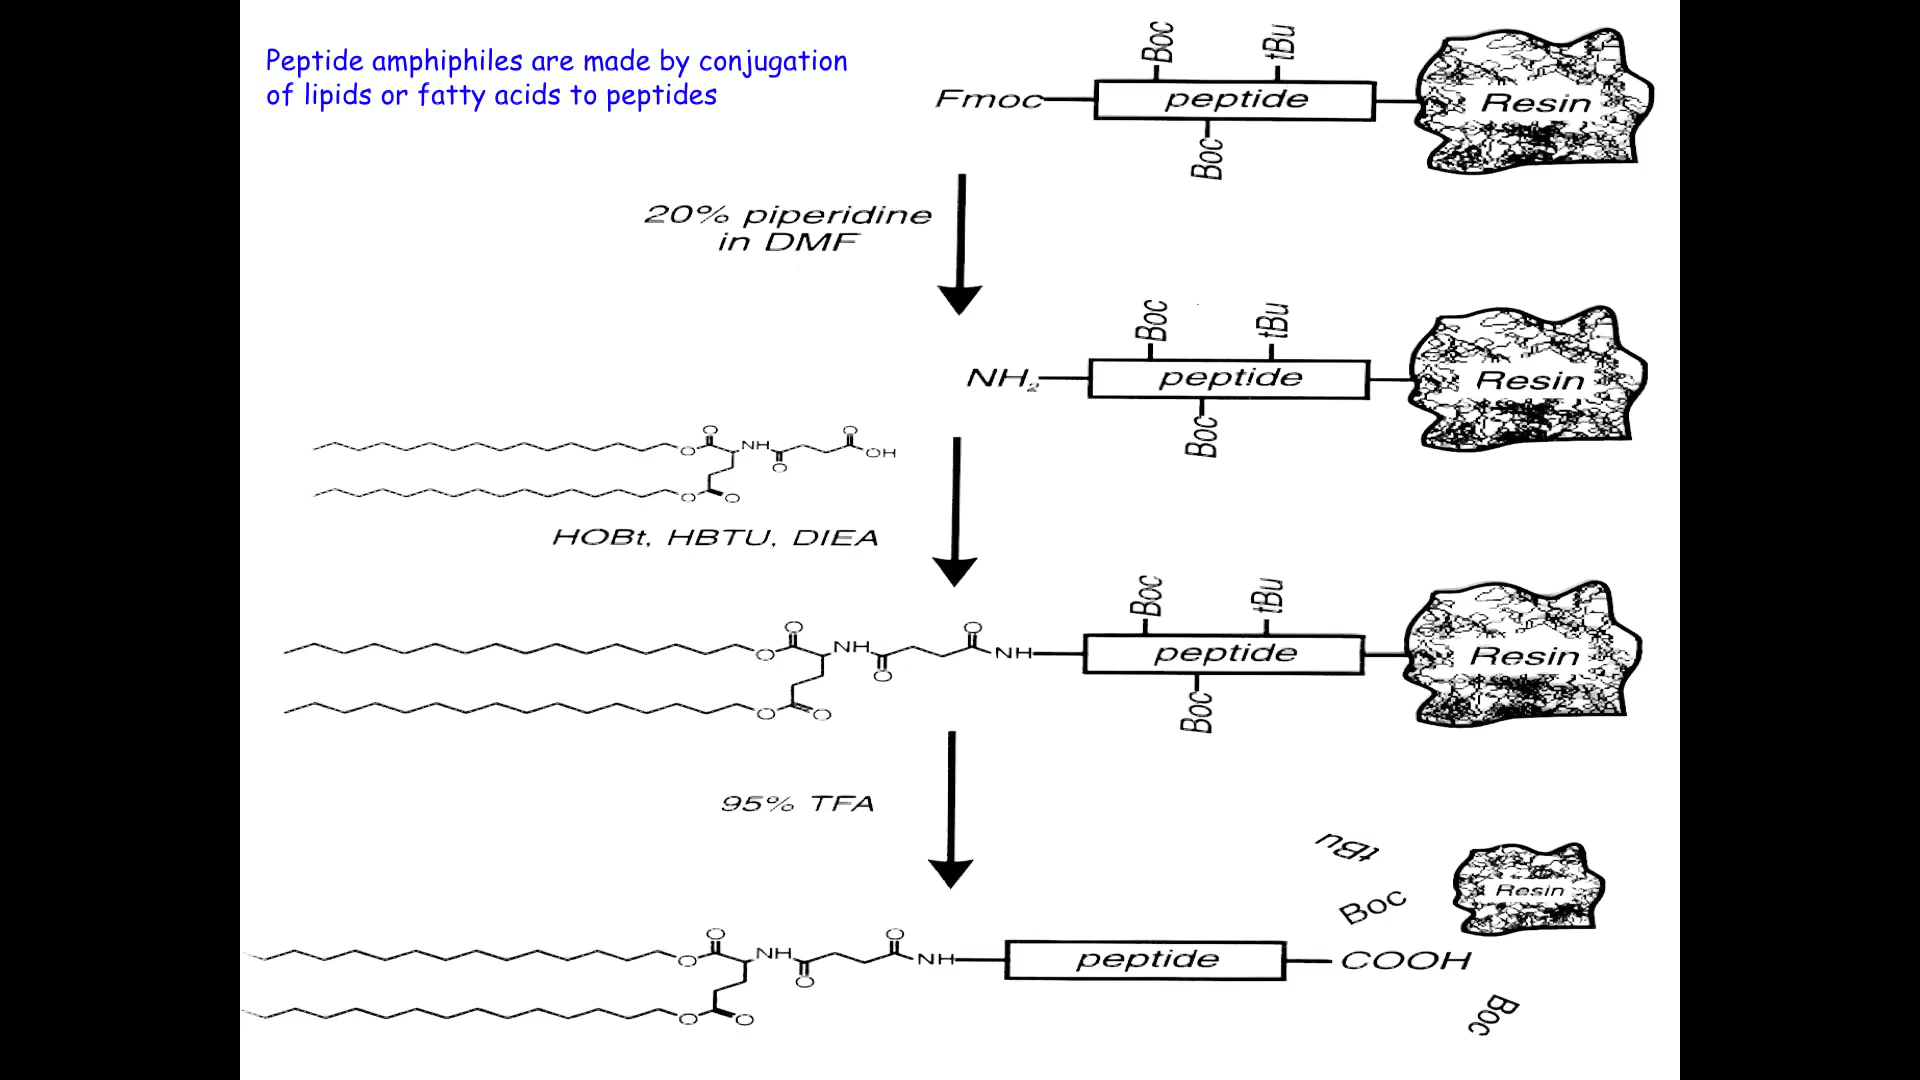 Peptide amphiphiles are made by conjugation
of lipids or fatty acids to peptides
Boc
tBu
Fmoc
peptide
Resin
Boc
20% piperidine
in DMF
Boc
tBu
NH2
peptide
Resin
Boc
O
O
NH
O
O
OH
O
O
HOBt, HBTU, DIEA
Boc
tBu
O
O
NH
O
O
NH
peptide
Resin
O
O
Boc
95% TFA
tBu
Boc
Resin
O
O
NH
O
O
NH
peptide
COOH
O
O
Boc